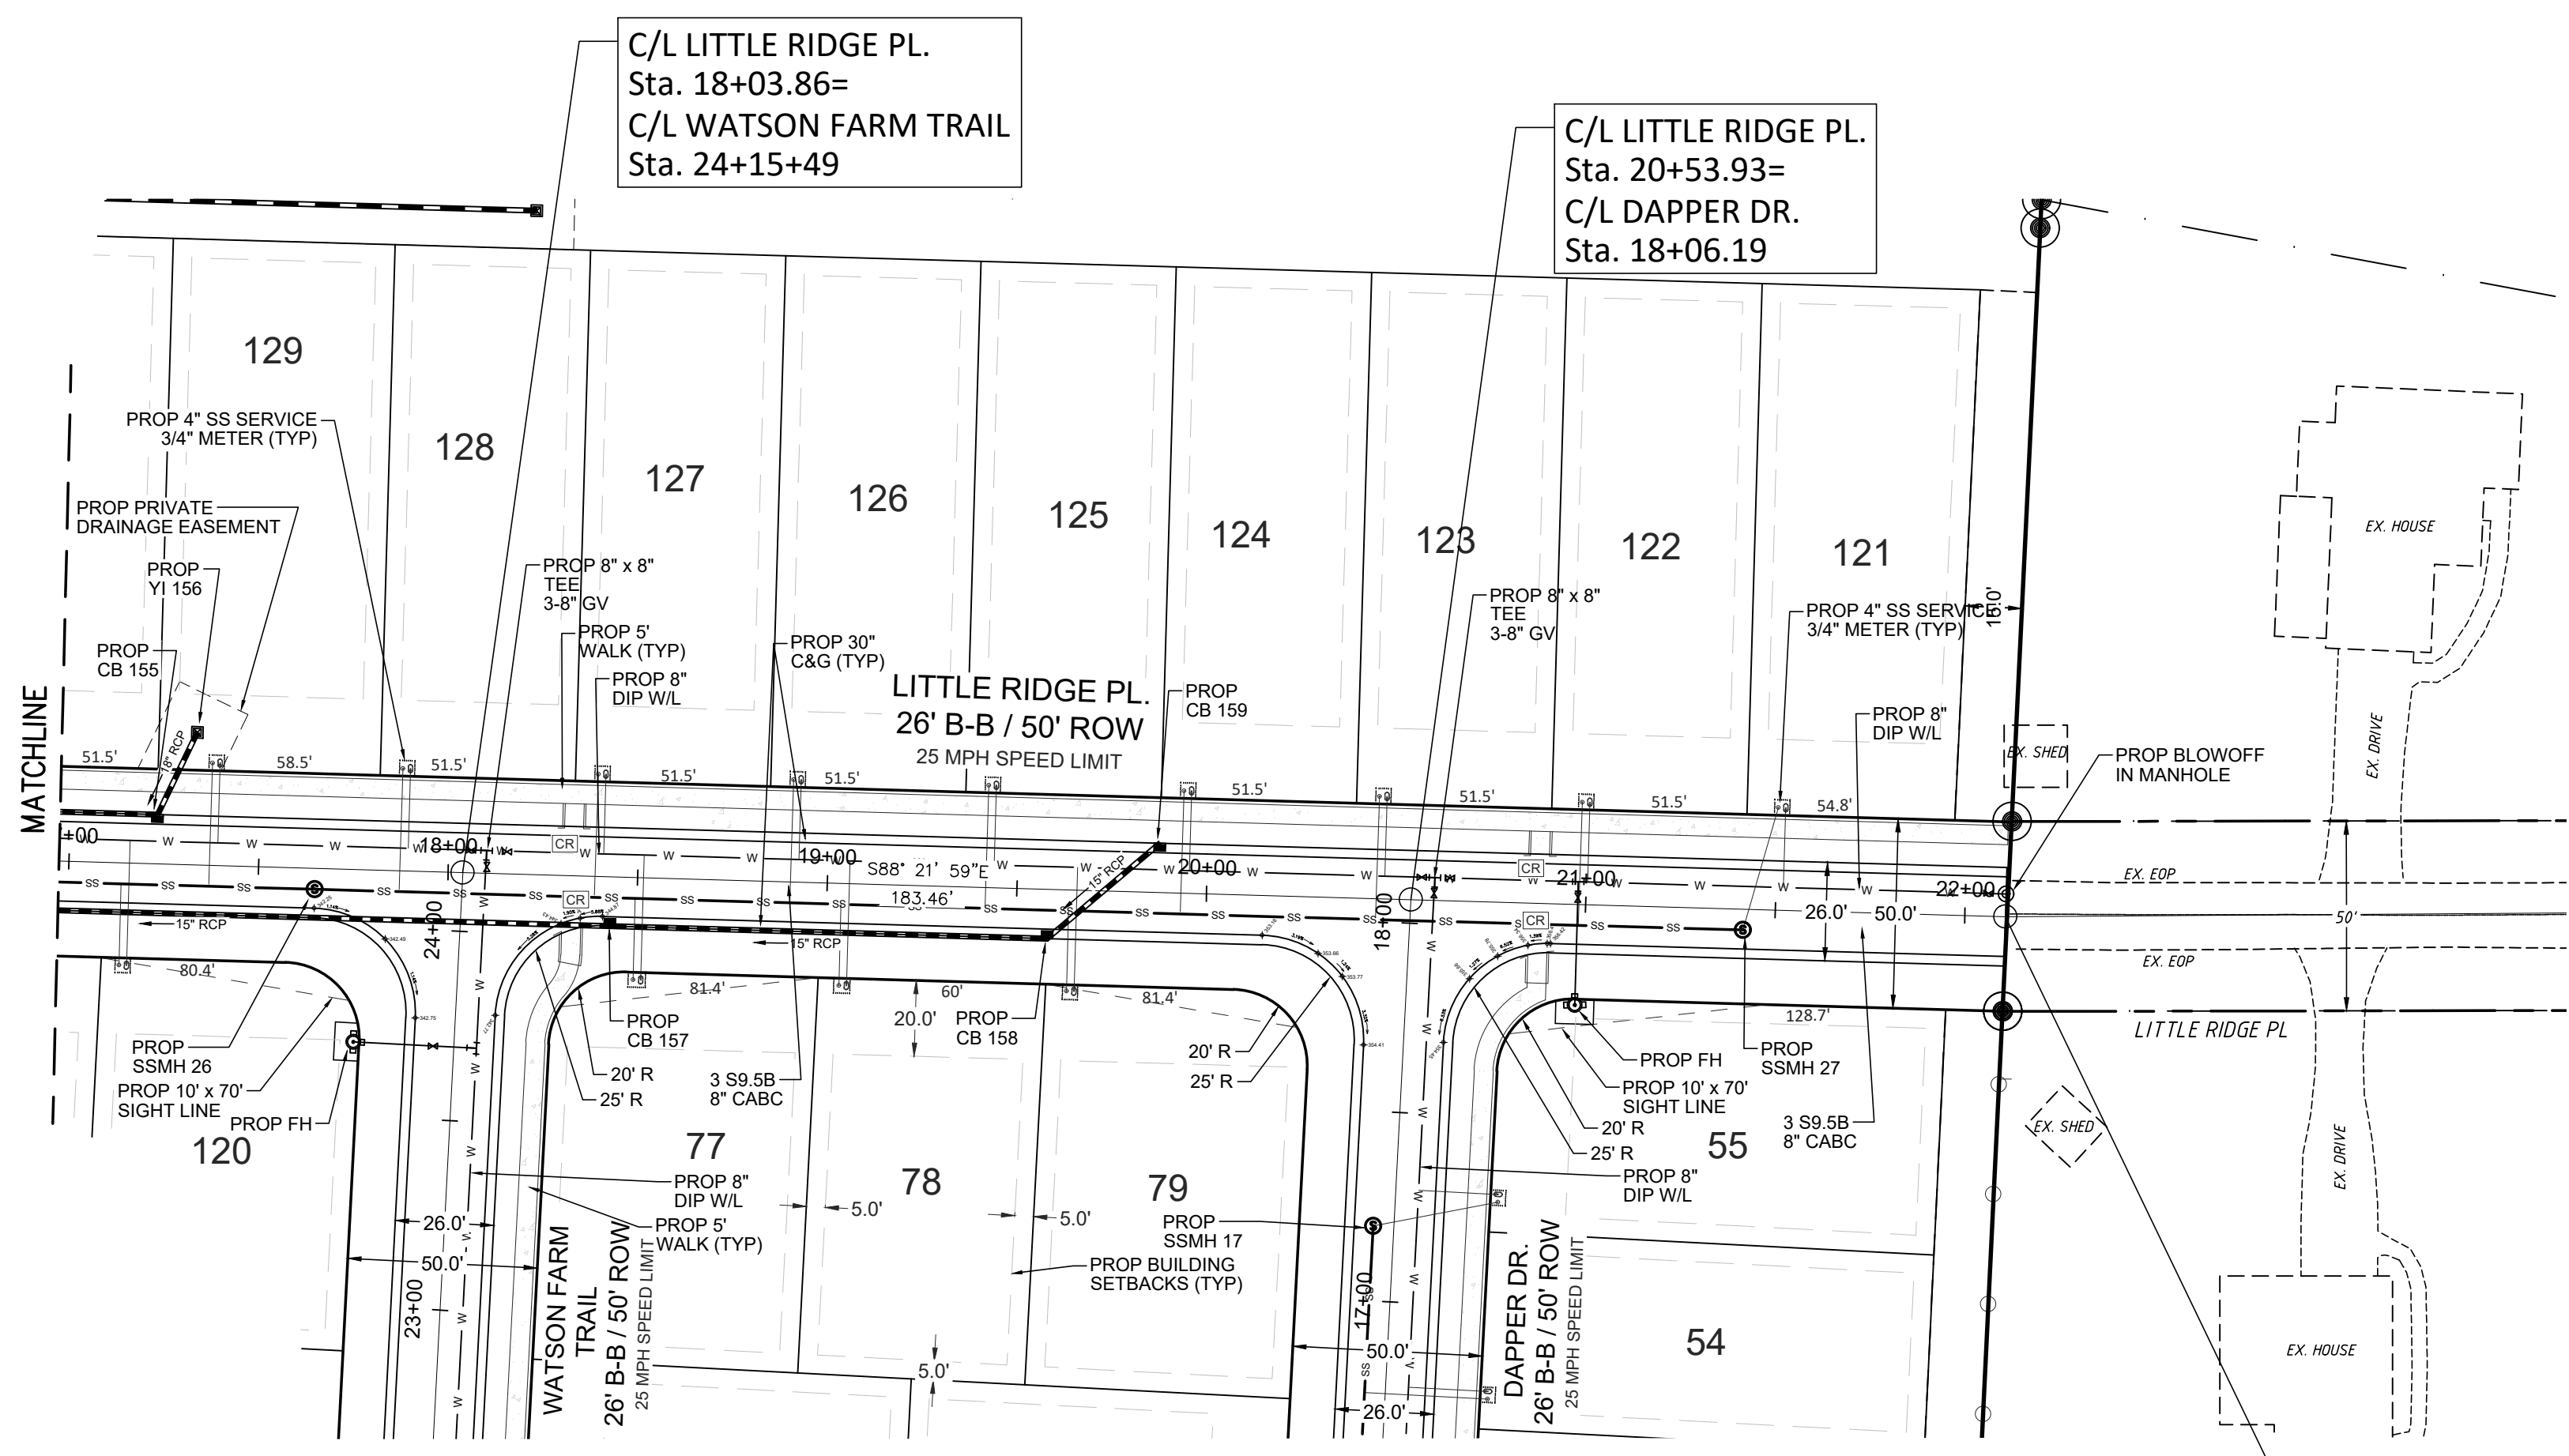 C/L LITTLE RIDGE PL.
Sta. 18+03.86=
C/L WATSON FARM TRAIL
Sta. 24+15+49
C/L LITTLE RIDGE PL.
Sta. 20+53.93=
C/L DAPPER DR.
Sta. 18+06.19
129
128
127
126
125
124
123
122
121
PROP 4" SS SERVICE
3/4" METER (TYP)
PROP PRIVATE
DRAINAGE EASEMENT
PROP
YI 156
PROP
CB 155
MATCHLINE
PROP 8" x 8"
TEE
3-8" GV
PROP 5'
WALK (TYP)
PROP 8"
DIP W/L
PROP 30"
C&G (TYP)
LITTLE RIDGE PL.
26' B-B / 50' ROW
25 MPH SPEED LIMIT
PROP
CB 159
PROP 8" x 8"
TEE
3-8" GV
PROP 4" SS SERVICE
3/4" METER (TYP)
PROP 8"
DIP W/L
EX. HOUSE
EX. DRIVE
EX. SHED
PROP BLOWOFF
IN MANHOLE
18" RCP
51.5'
58.5'
51.5'
51.5'
51.5'
51.5'
51.5'
51.5'
54.8'
+00
18+00
19+00
20+00
21+00
22+00
CR
CR
CR
CR
S88° 21' 59"E
183.46'
15" RCP
15" RCP
15" RCP
26.0'
50.0'
EX. EOP
50'
EX. EOP
LITTLE RIDGE PL
80.4'
81.4'
60'
81.4'
128.7'
24+00
18+00
20.0'
PROP
SSMH 26
PROP 10' x 70'
SIGHT LINE
PROP FH
120
PROP
CB 157
20' R
25' R
3 S9.5B
8" CABC
PROP
CB 158
20' R
25' R
PROP FH
PROP 10' x 70'
SIGHT LINE
20' R
25' R
PROP
SSMH 27
3 S9.5B
8" CABC
55
PROP 8"
DIP W/L
EX. SHED
EX. DRIVE
EX. HOUSE
77
78
79
PROP 8"
DIP W/L
PROP 5'
WALK (TYP)
5.0'
5.0'
PROP
SSMH 17
PROP BUILDING
SETBACKS (TYP)
26.0'
50.0'
23+00
WATSON FARM
TRAIL
26' B-B / 50' ROW
25 MPH SPEED LIMIT
5.0'
17+00
50.0'
26.0'
DAPPER DR.
26' B-B / 50' ROW
25 MPH SPEED LIMIT
54